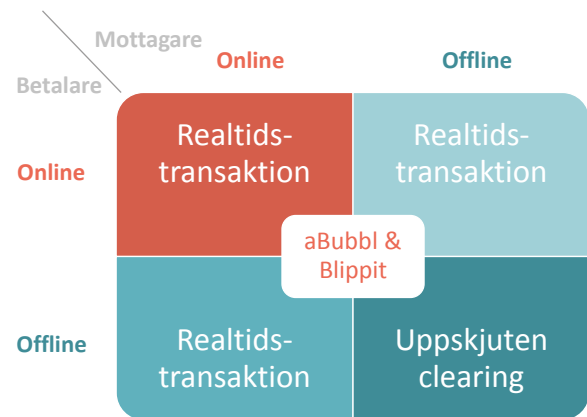 Mottagare
Betalare
Online
Offline
Online
Realtids-
transaktion
Realtids-
transaktion
aBubbl &
Blippit
Offline
Realtids-
transaktion
Uppskjuten
clearing